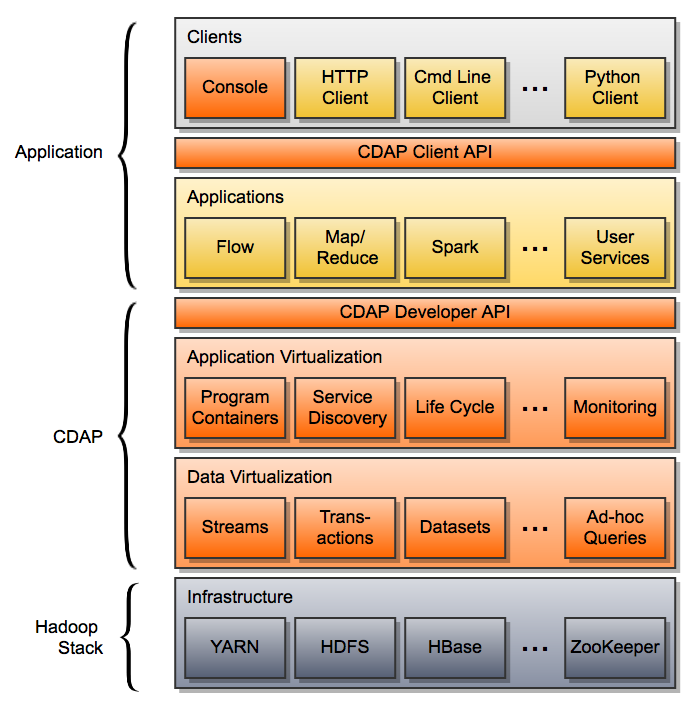 Clients
Console
HTTP
Client
Cmd Line
Client
...
Python
Client
Application
CDAP Client API
Applications
Flow
Map/
Reduce
Spark
...
User
Services
CDAP Developer API
Application Virtualization
Program
Containers
Service
Discovery
Life Cycle
...
Monitoring
CDAP
Data Virtualization
Streams
Trans-
actions
Datasets
...
Ad-hoc
Queries
Infrastructure
Hadoop
Stack
YARN
HDFS
HBase
...
ZooKeeper